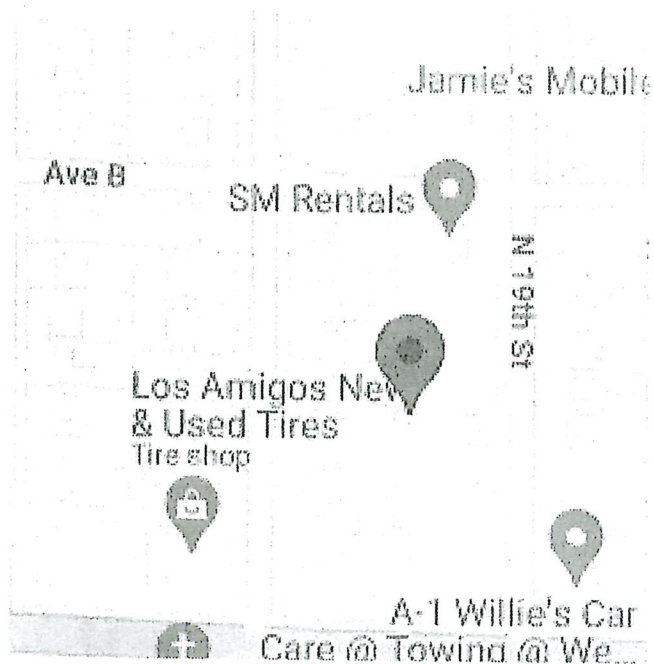 Jamie's Mobile
Ave B
SM Rentals
N 19th St
Los Amigos New
& Used Tires
Tire shop
A-1 Willie's Car
Care @ Towing @ We...